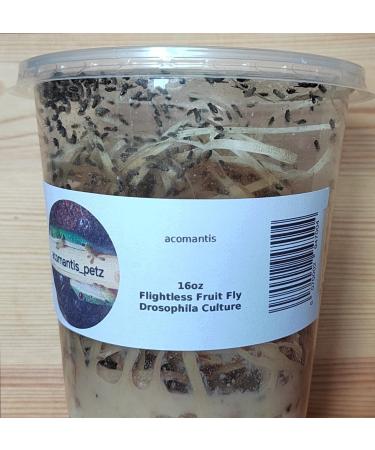 acomantis
acomantis_petz
16oz
Flightless Fruit Fly
Drosophila Culture